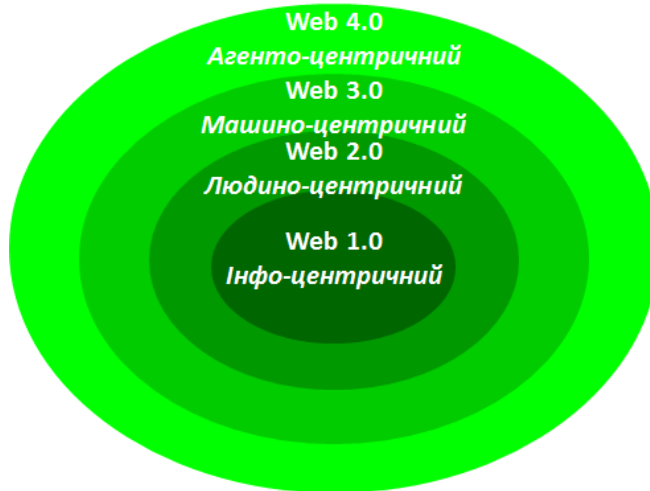 Web 4.0
Агенто-центричний
Web 3.0
Машино-центричний
Web 2.0
Людино-центричний
Web 1.0
Інфо-центричний